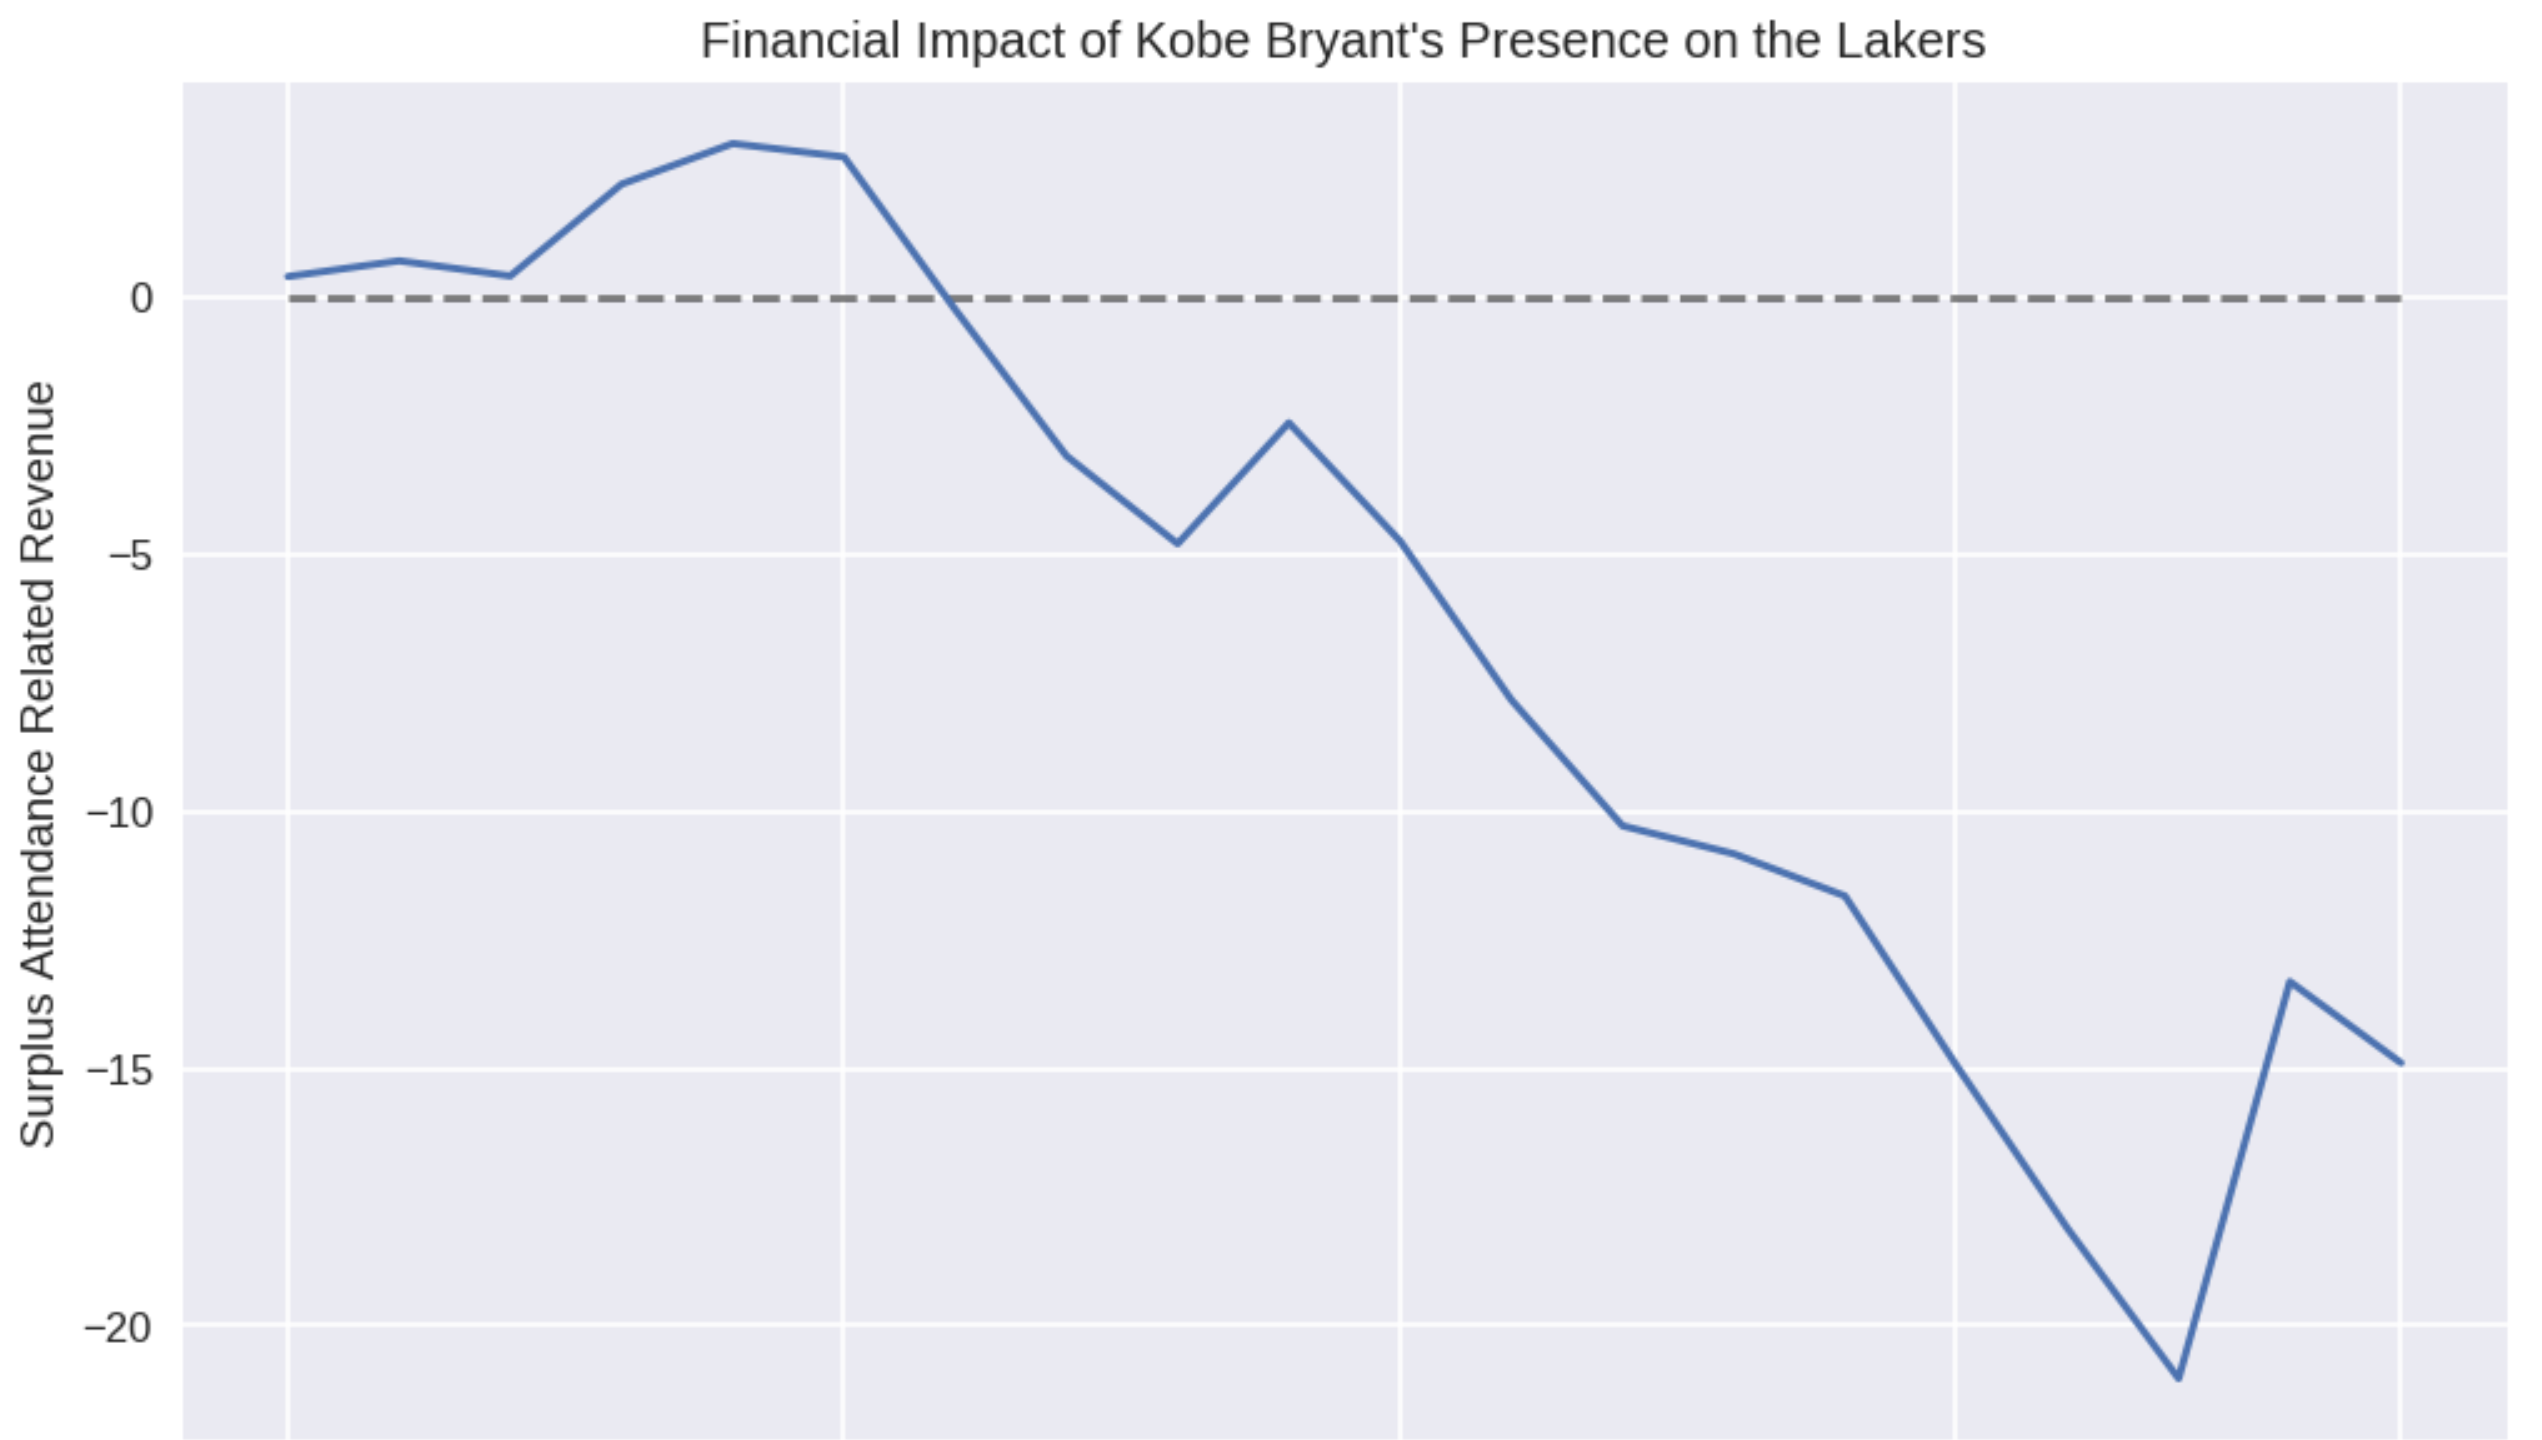 Financial Impact of Kobe Bryant's Presence on the Lakers
Surplus Attendance Related Revenue
0
−5
−10
−15
−20